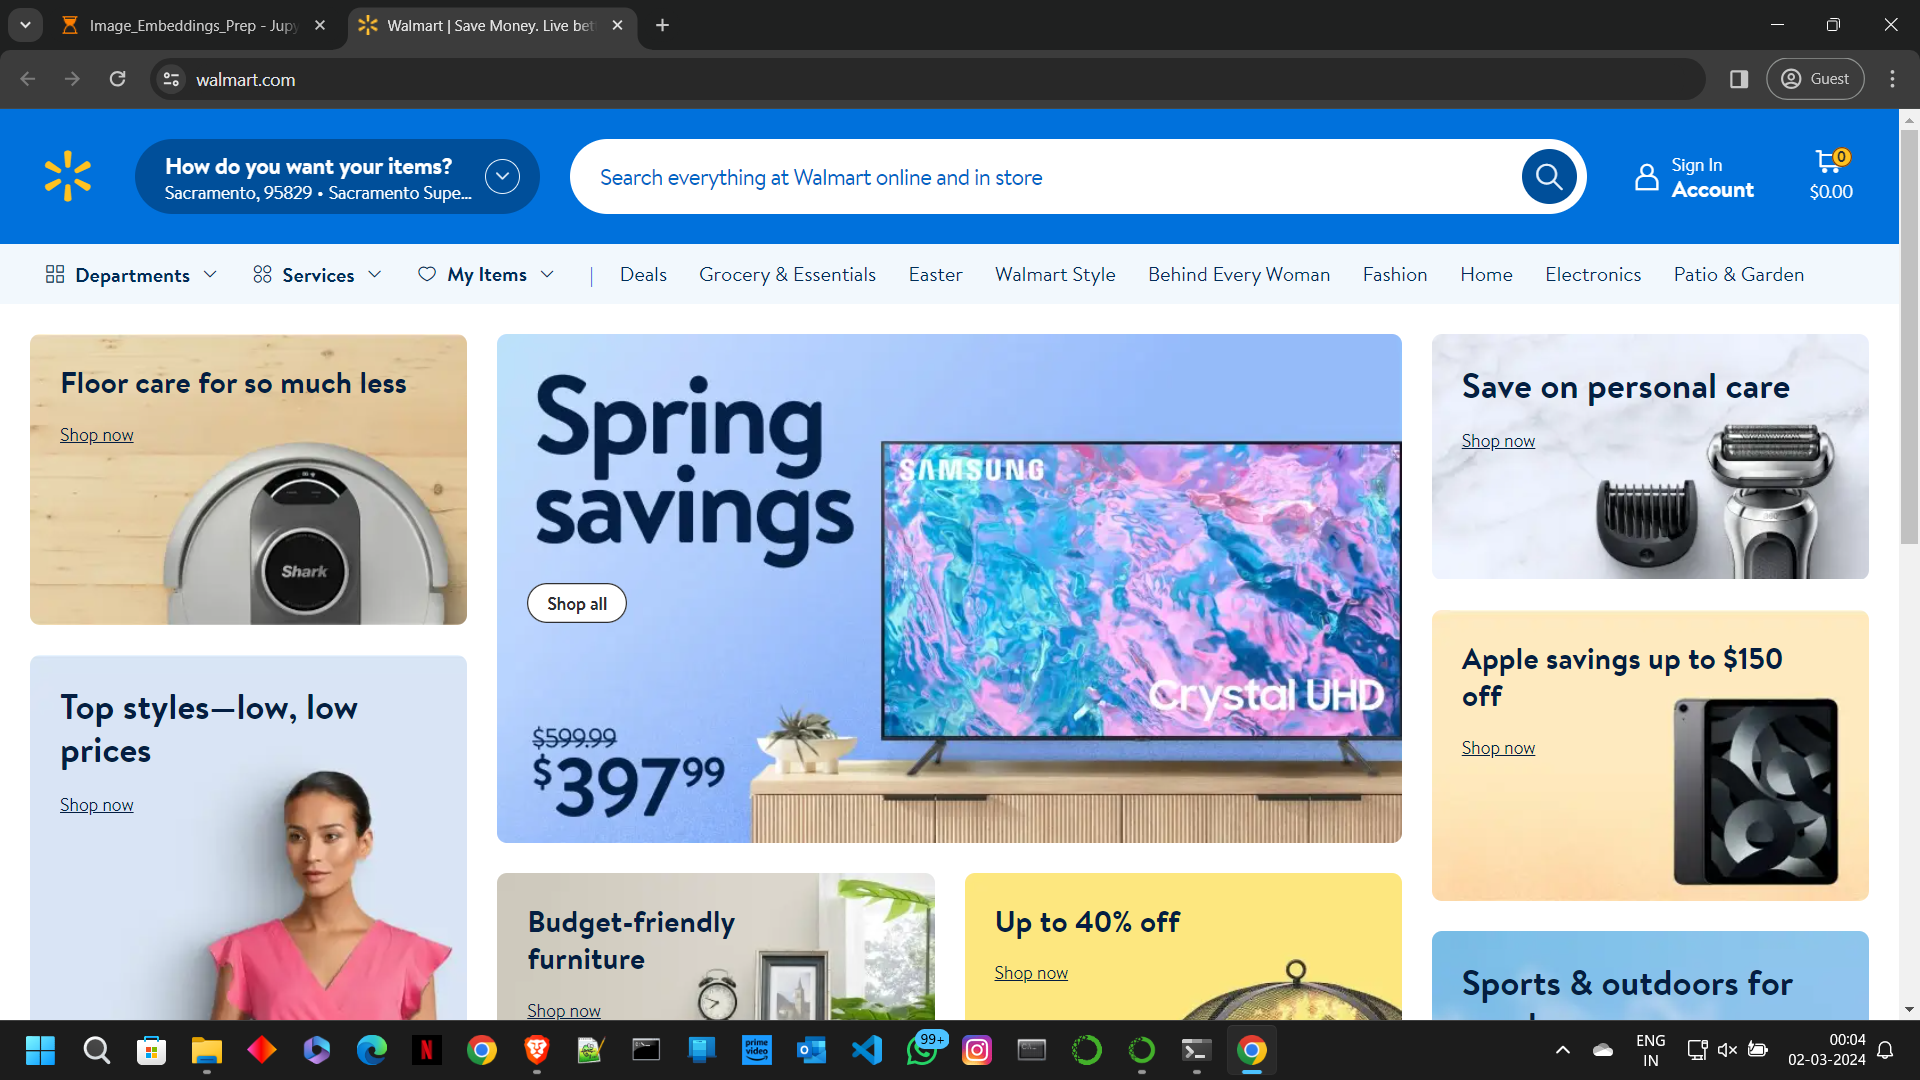 Image_Embeddings_Prep - Jupy
Walmart | Save Money. Live bet
walmart.com
Guest
How do you want your items?
Sacramento, 95829 • Sacramento Supe...
Search everything at Walmart online and in store
Sign In
Account
0
$0.00
Departments
Services
My Items
Deals
Grocery & Essentials
Easter
Walmart Style
Behind Every Woman
Fashion
Home
Electronics
Patio & Garden
Floor care for so much less
Shop now
Shark
Top styles—low, low
prices
Shop now
Spring
savings
Shop all
$599.99
$397.99
SAMSUNG
Crystal UHD
Budget-friendly
furniture
Shop now
Up to 40% off
Shop now
Save on personal care
Shop now
Apple savings up to $150
off
Shop now
Sports & outdoors for
prime
video
99+
ENG
IN
00:04
02-03-2024